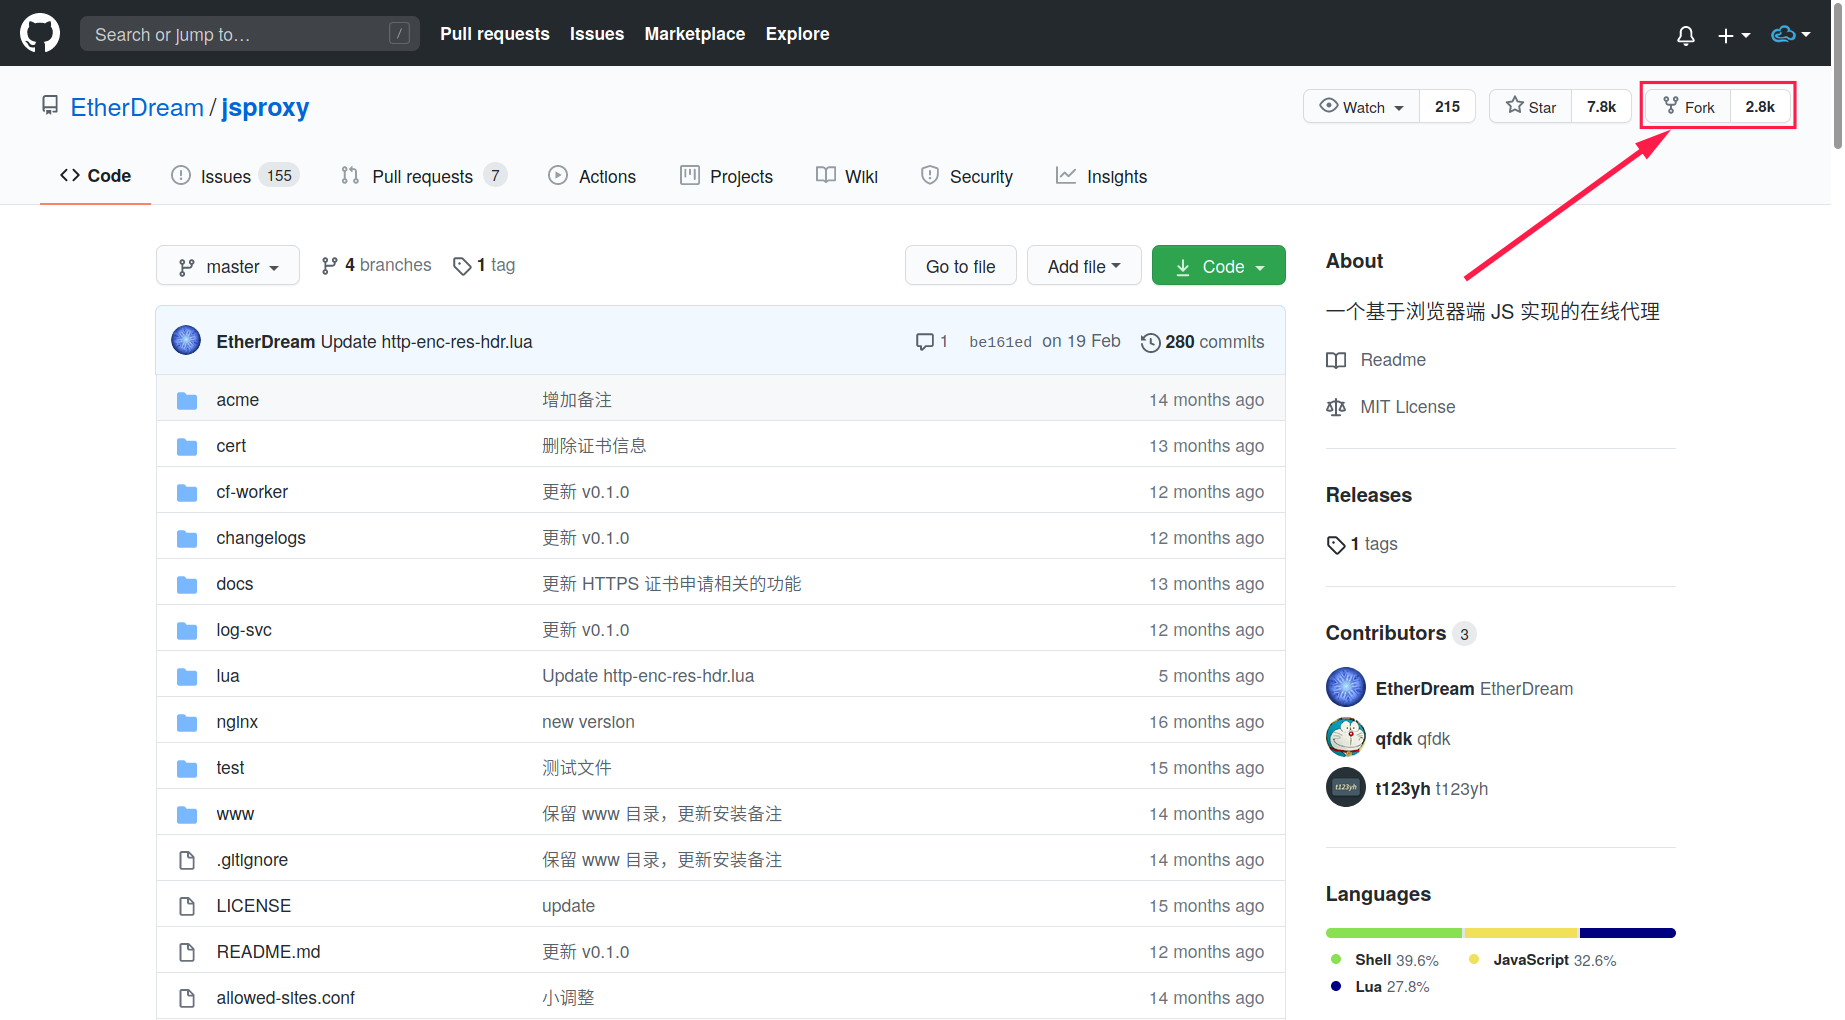 Search or jump to… /
Pull requests Issues Marketplace Explore
EtherDream / jsproxy
Watch 215 Star 7.8k Fork 2.8k
Code Issues 155 Pull requests 7 Actions Projects Wiki Security Insights
master 4 branches 1 tag Go to file Add file Code
EtherDream Update http-enc-res-hdr.lua 1 be161ed on 19 Feb 280 commits
acme 增加备注 14 months ago
cert 删除证书信息 13 months ago
cf-worker 更新 v0.1.0 12 months ago
changelogs 更新 v0.1.0 12 months ago
docs 更新 HTTPS 证书申请相关的功能 13 months ago
log-svc 更新 v0.1.0 12 months ago
lua Update http-enc-res-hdr.lua 5 months ago
nginx new version 16 months ago
test 测试文件 15 months ago
www 保留 www 目录，更新安装备注 14 months ago
.gitignore 保留 www 目录，更新安装备注 14 months ago
LICENSE update 15 months ago
README.md 更新 v0.1.0 12 months ago
allowed-sites.conf 小调整 14 months ago
About
一个基于浏览器端 JS 实现的在线代理
Readme
MIT License
Releases
1 tags
Contributors 3
EtherDream EtherDream
qfdk qfdk
t123yh t123yh t123yh
Languages
Shell 39.6% JavaScript 32.6%
Lua 27.8%